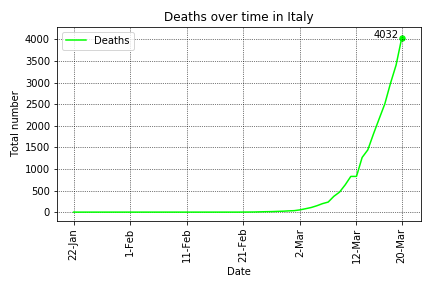 Deaths over time in Italy
Deaths
4032
4000
3500
3000
2500
2000
1500
1000
500
0
Total number
22-Jan
1-Feb
11-Feb
21-Feb
2-Mar
12-Mar
20-Mar
Date